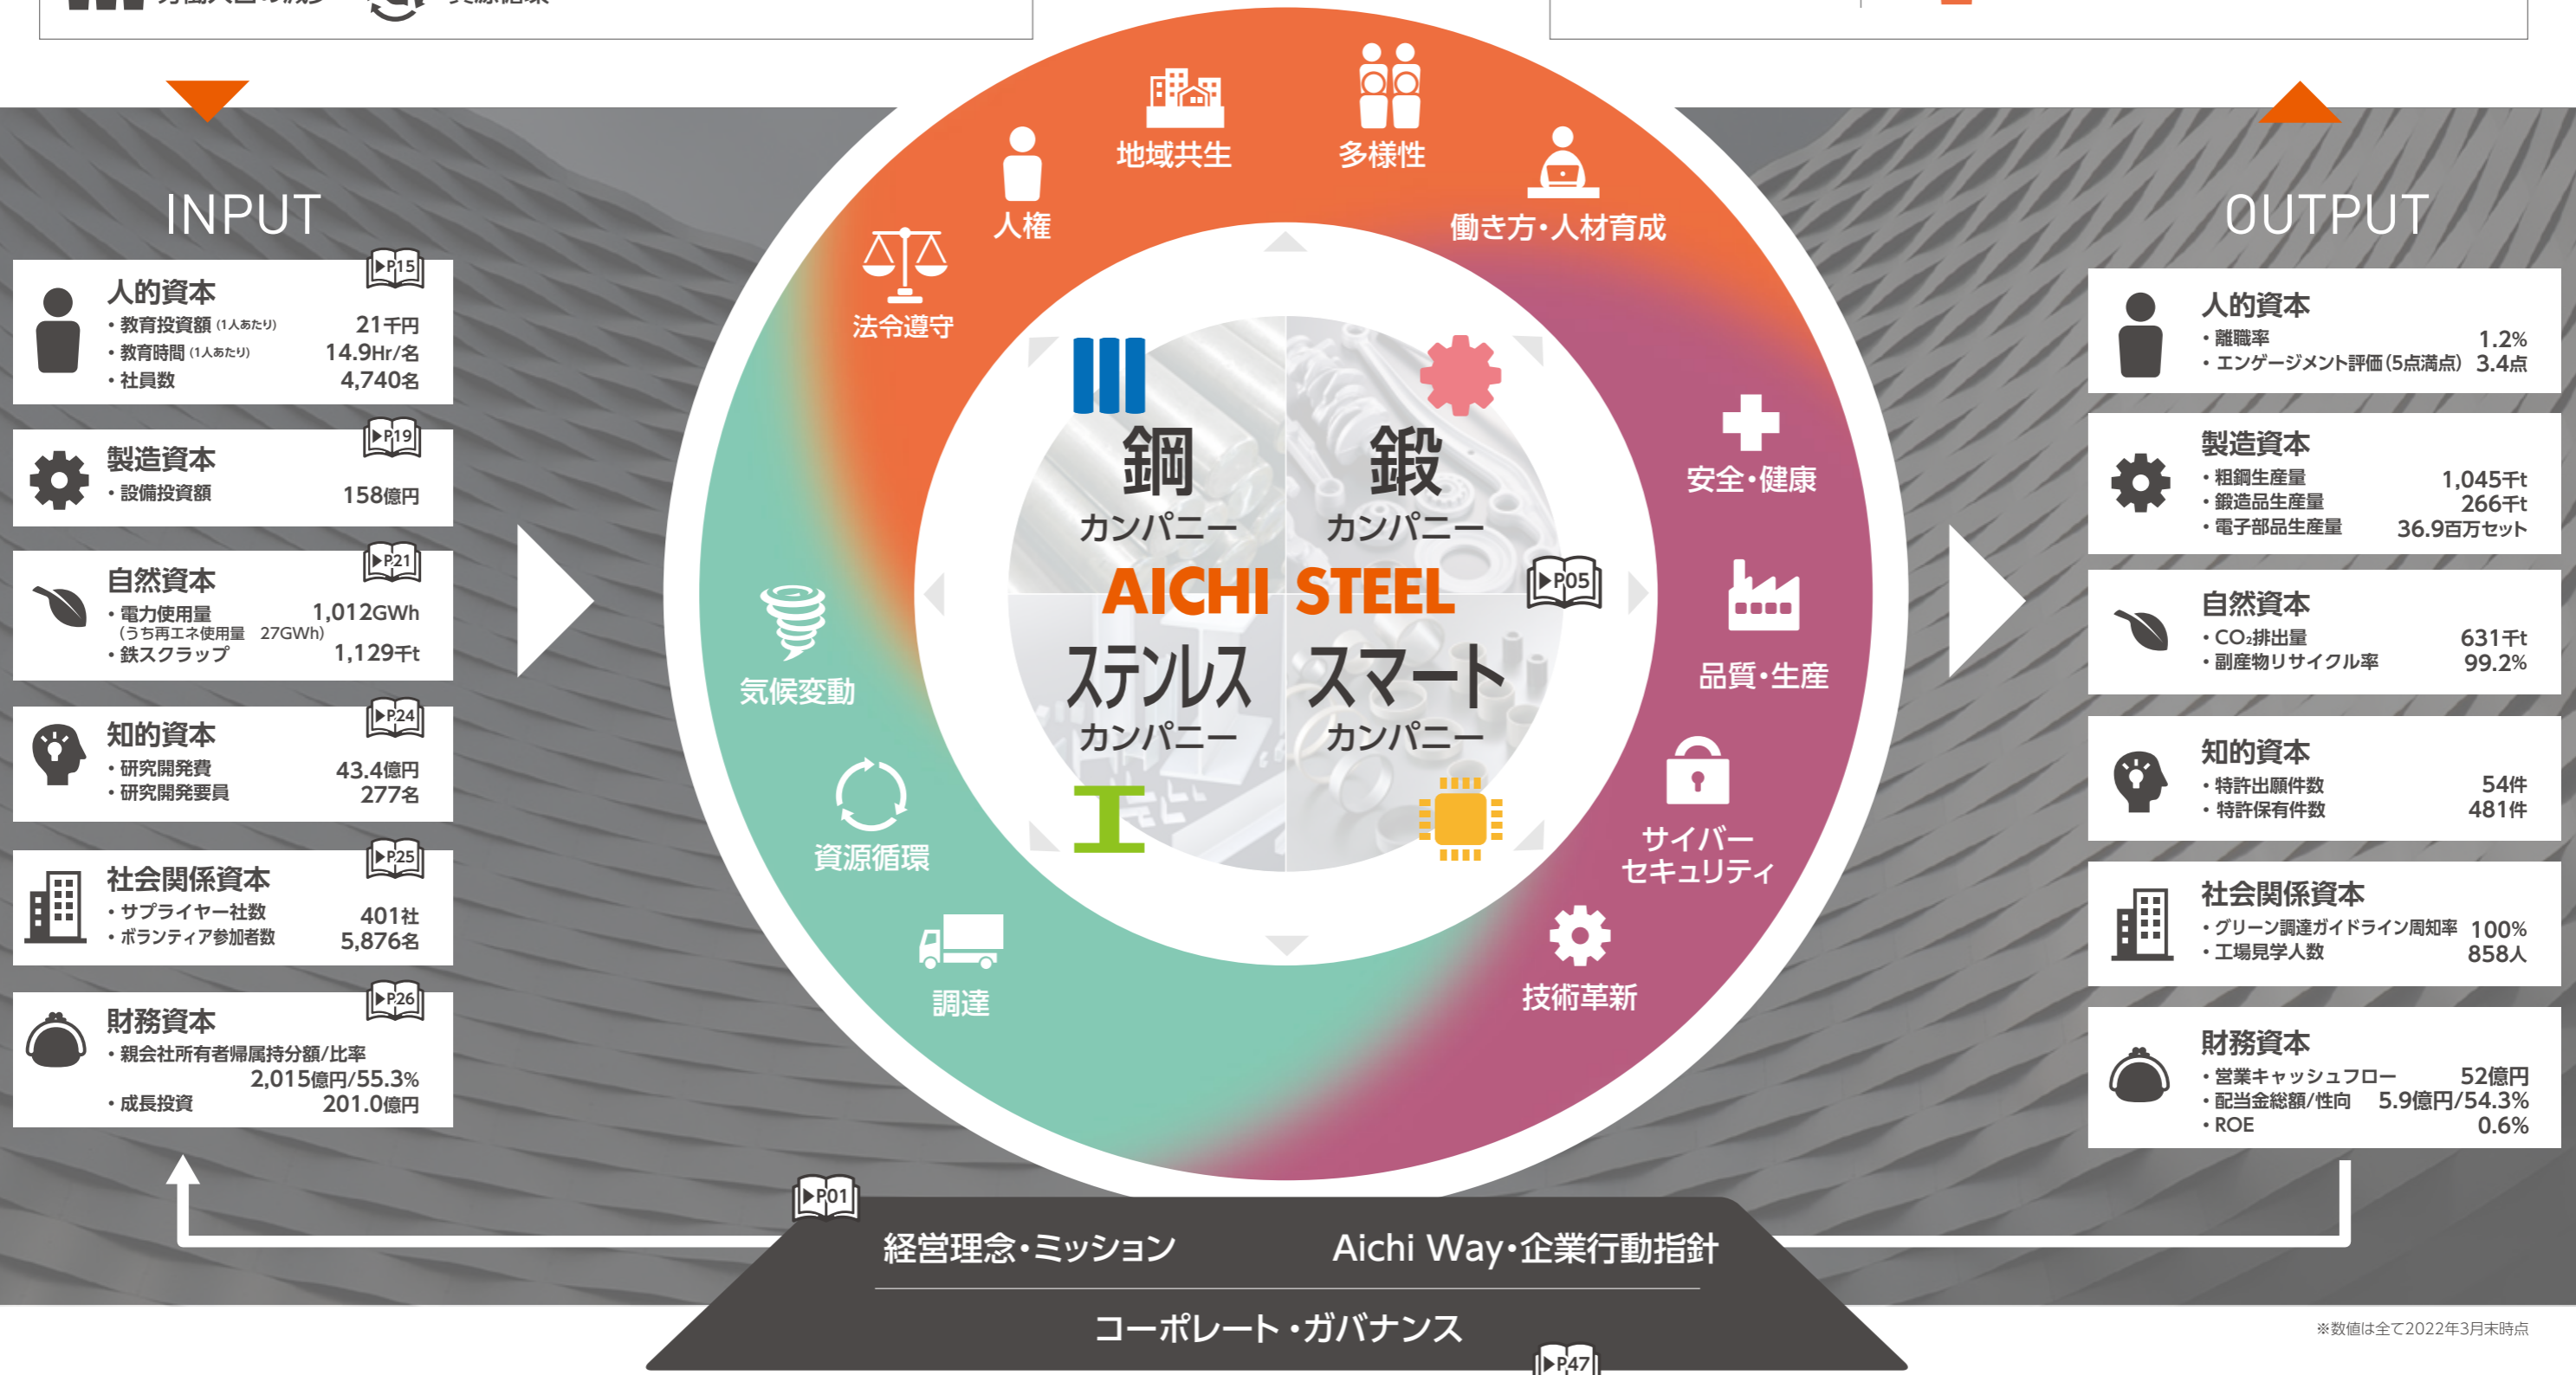 INPUT
人的資本
▶P15
・教育投資額 (1人あたり) 21千円
・教育時間 (1人あたり) 14.9Hr/名
・社員数 4,740名
製造資本
▶P19
・設備投資額 158億円
自然資本
▶P21
・電力使用量 1,012GWh
(うち再エネ使用量 27GWh)
・鉄スクラップ 1,129千t
知的資本
▶P24
・研究開発費 43.4億円
・研究開発要員 277名
社会関係資本
▶P25
・サプライヤー社数 401社
・ボランティア参加者数 5,876名
財務資本
▶P26
・親会社所有者帰属持分額/比率
2,015億円/55.3%
・成長投資 201.0億円
地域共生
多様性
人権
働き方・人材育成
法令遵守
安全・健康
気候変動
品質・生産
資源循環
サイバー
セキュリティ
調達
技術革新
鋼
カンパニー
鍛
カンパニー
AICHI STEEL
▶P05
ステンレス
カンパニー
スマート
カンパニー
OUTPUT
人的資本
・離職率 1.2%
・エンゲージメント評価(5点満点) 3.4点
製造資本
・粗鋼生産量 1,045千t
・鍛造品生産量 266千t
・電子部品生産量 36.9百万セット
自然資本
・CO₂排出量 631千t
・副産物リサイクル率 99.2%
知的資本
・特許出願件数 54件
・特許保有件数 481件
社会関係資本
・グリーン調達ガイドライン周知率 100%
・工場見学人数 858人
財務資本
・営業キャッシュフロー 52億円
・配当金総額/性向 5.9億円/54.3%
・ROE 0.6%
▶P01
経営理念・ミッション
Aichi Way・企業行動指針
コーポレート・ガバナンス
▶P47
※数値は全て2022年3月末時点